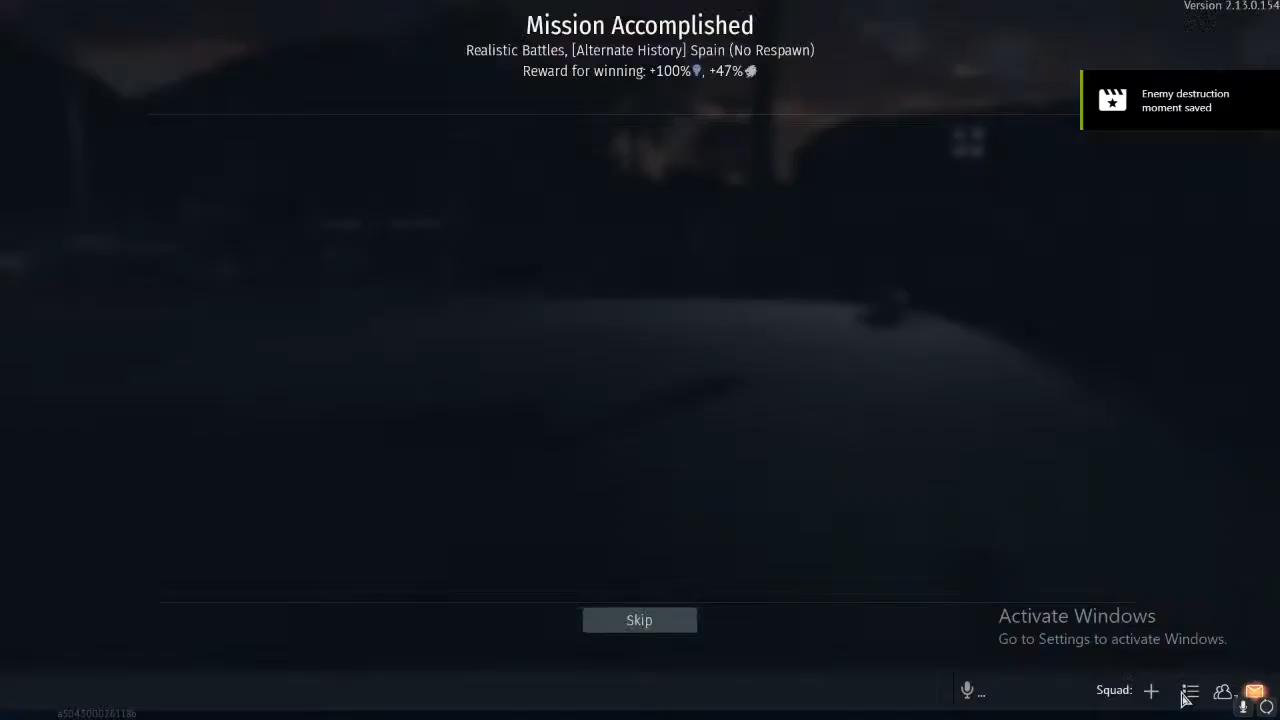 Version 2.13.0.154
Mission Accomplished
Realistic Battles, [Alternate History] Spain (No Respawn)
Reward for winning: +100%, +47%
Enemy destruction
moment saved
Skip
Activate Windows
Go to Settings to activate Windows.
...
Squad: